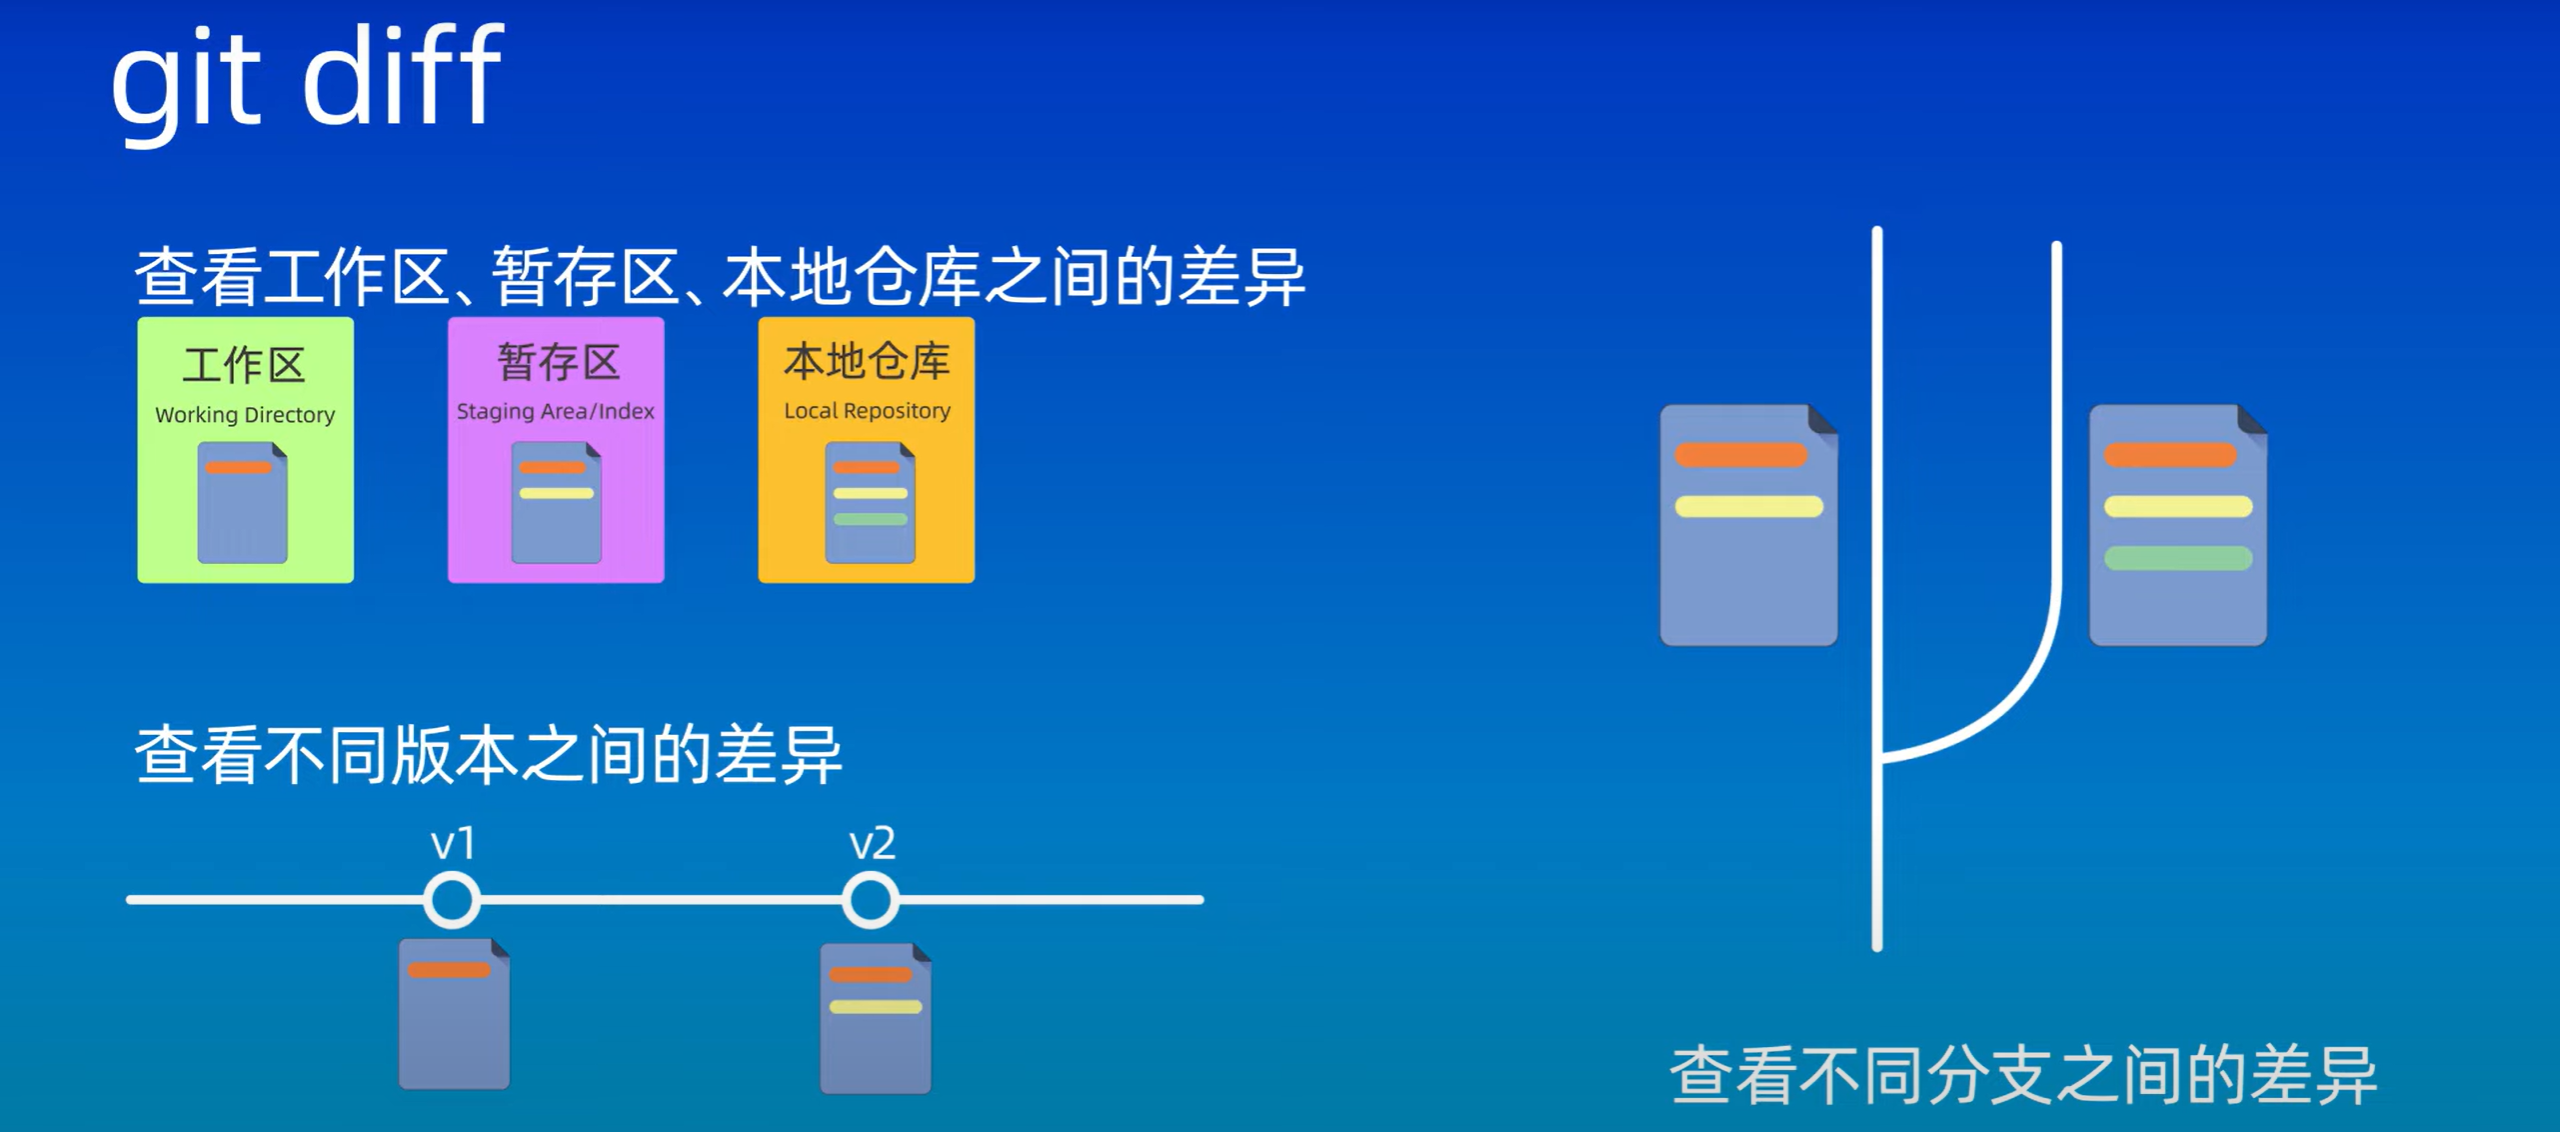 git diff
查看工作区、暂存区、本地仓库之间的差异
工作区
Working Directory
暂存区
Staging Area/Index
本地仓库
Local Repository
查看不同版本之间的差异
v1
v2
查看不同分支之间的差异